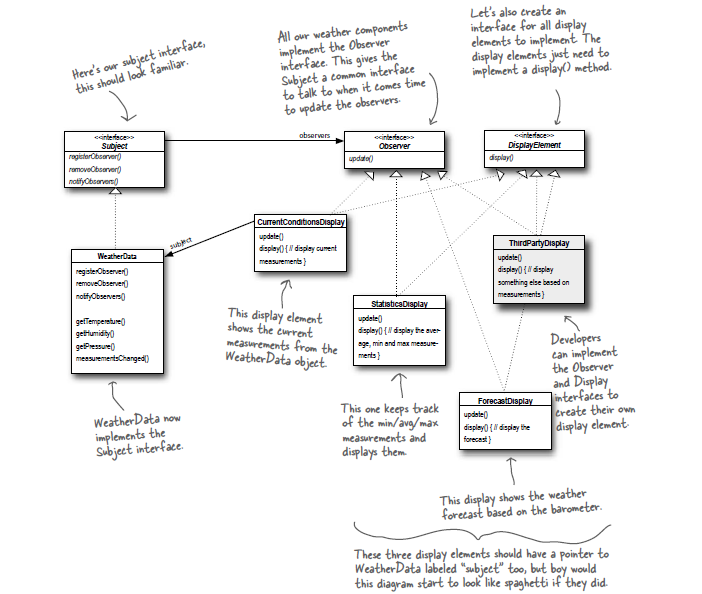 Here's our subject interface,
this should look familiar.
All our weather components
implement the Observer
interface. This gives the
Subject a common interface
to talk to when it comes time
to update the observers.
Let's also create an
interface for all display
elements to implement. The
display elements just need to
implement a display() method.
<<interface>>
Subject
registerObserver()
removeObserver()
notifyObservers()
observers
<<interface>>
Observer
update()
<<interface>>
DisplayElement
display()
subject
WeatherData
registerObserver()
removeObserver()
notifyObservers()
getTemperature()
getHumidity()
getPressure()
measurementsChanged()
CurrentConditionsDisplay
update()
display() { // display current
measurements }
ThirdPartyDisplay
update()
display() { // display
something else based on
measurements }
StatisticsDisplay
update()
display() { // display the aver-
age, min and max measure-
ments }
ForecastDisplay
update()
display() { // display the
forecast }
This display element
shows the current
measurements from the
WeatherData object.
Developers
can implement
the Observer
and Display
interfaces to
create their own
display element.
WeatherData now
implements the
Subject interface.
This one keeps track
of the min/avg/max
measurements and
displays them.
This display shows the weather
forecast based on the barometer.
These three display elements should have a pointer to
WeatherData labeled "subject" too, but boy would
this diagram start to look like spaghetti if they did.